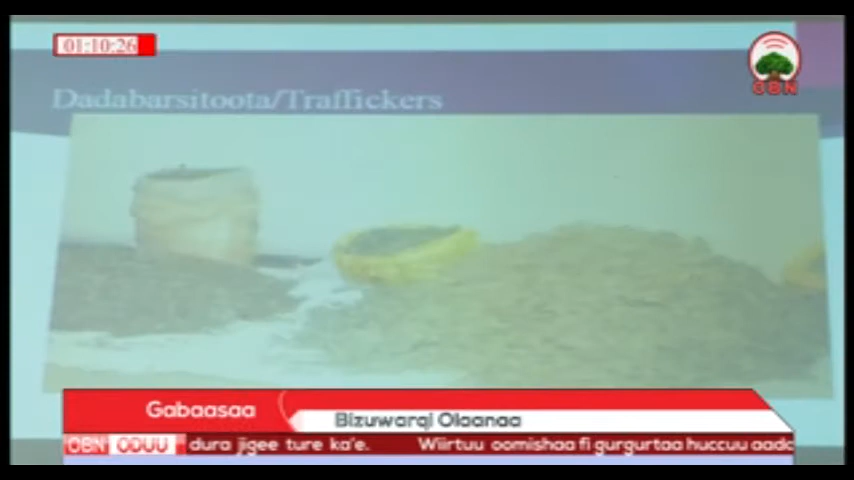 01:10:26
OBN
Dadabarsitoota/Traffickers
Gabaasaa
Bizuwarqi Olaanaa
OBN ODUU dura jigee ture ka'e. Wiirtuu oomishaa fi gurgurtaa huccuu aada